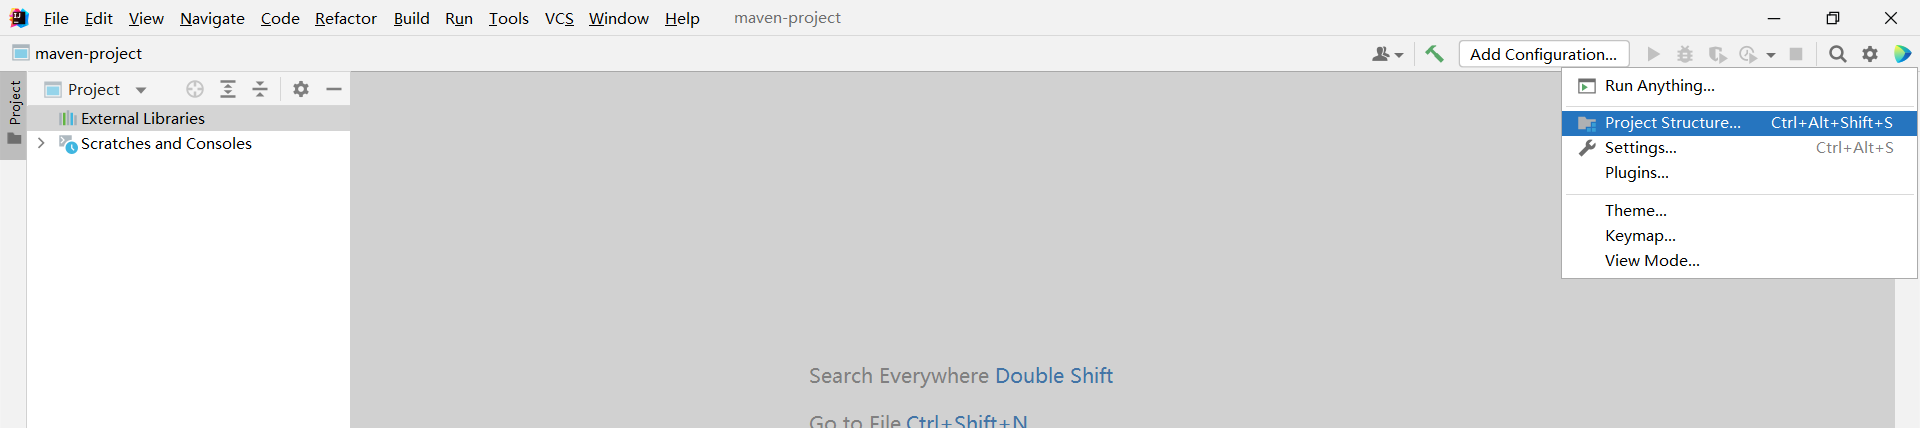 File Edit View Navigate Code Refactor Build Run Tools VCS Window Help maven-project
maven-project
Add Configuration...
Project
Project
External Libraries
Scratches and Consoles
Run Anything...
Project Structure... Ctrl+Alt+Shift+S
Settings... Ctrl+Alt+S
Plugins...
Theme...
Keymap...
View Mode...
Search Everywhere Double Shift
Go to File Ctrl+Shift+N